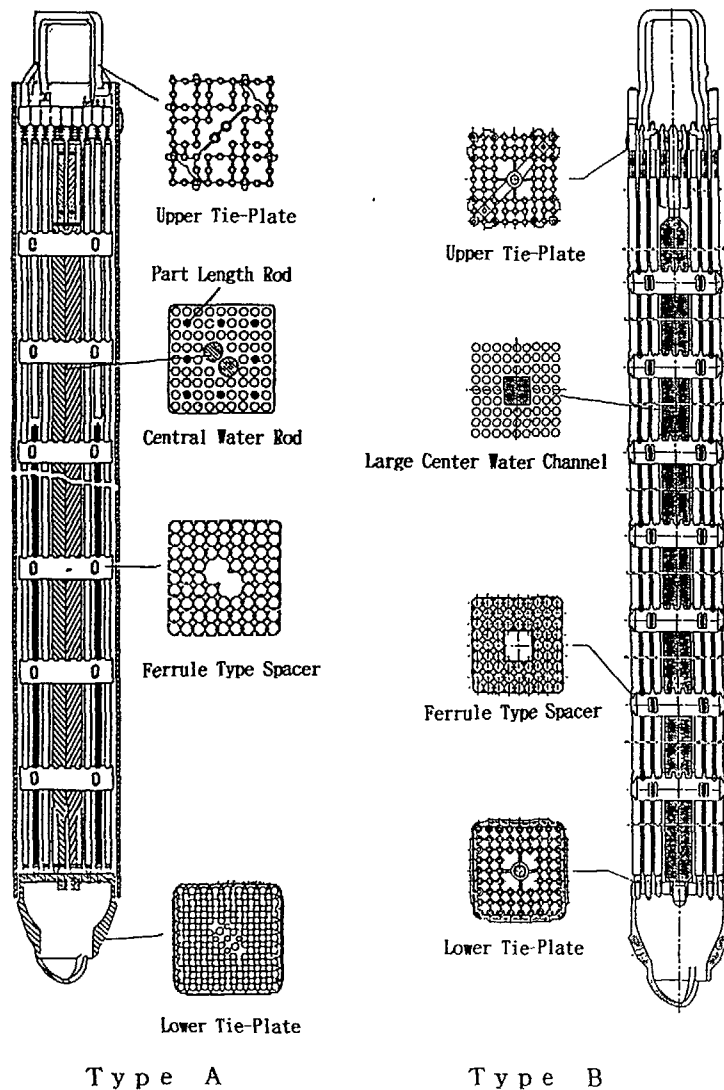 Upper Tie-Plate
Part Length Rod
Central Water Rod
Ferrule Type Spacer
Lower Tie-Plate
Type A
Upper Tie-Plate
Large Center Water Channel
Ferrule Type Spacer
Lower Tie-Plate
Type B